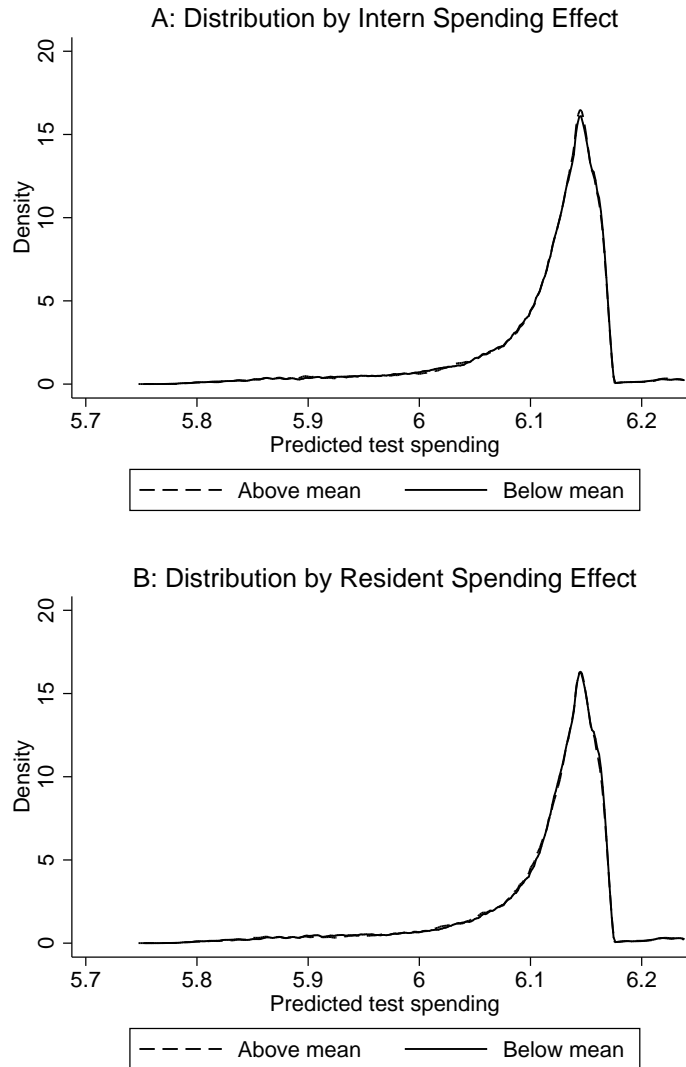 A: Distribution by Intern Spending Effect
20
15
10
5
0
Density
5.7 5.8 5.9 6 6.1 6.2
Predicted test spending
Above mean Below mean
B: Distribution by Resident Spending Effect
20
15
10
5
0
Density
5.7 5.8 5.9 6 6.1 6.2
Predicted test spending
Above mean Below mean